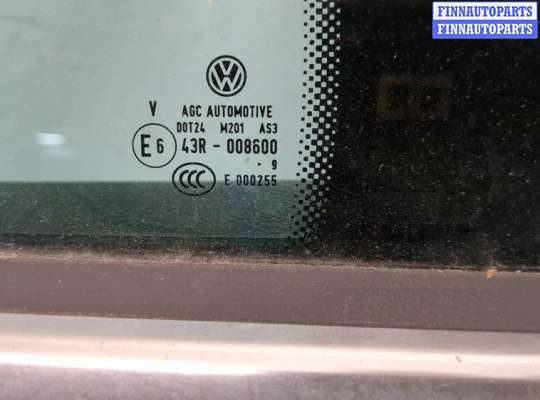 FINNAUTOPARTS
FINNAUTOPARTS
V AGC AUTOMOTIVE
DOT24 M201 AS3
E6 43R - 008600
. 9
CCC E 000255